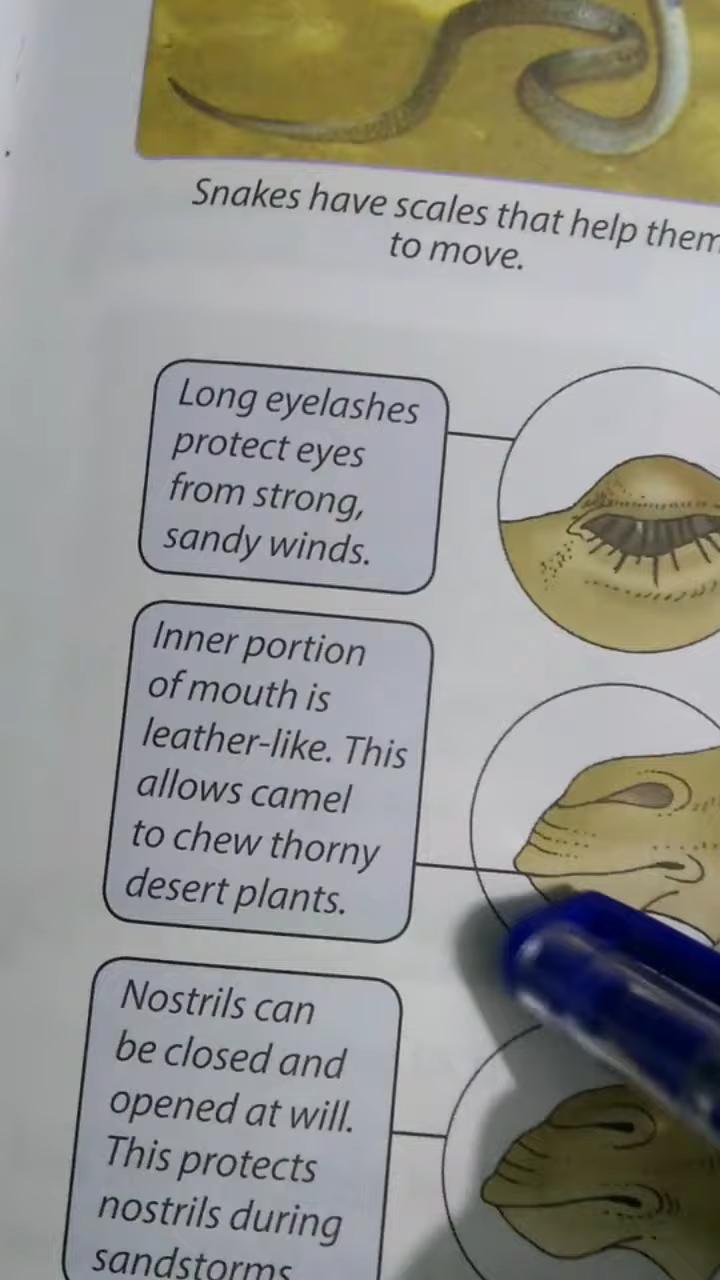 Snakes have scales that help them
to move.
Long eyelashes
protect eyes
from strong,
sandy winds.
Inner portion
of mouth is
leather-like. This
allows camel
to chew thorny
desert plants.
Nostrils can
be closed and
opened at will.
This protects
nostrils during
sandstorms